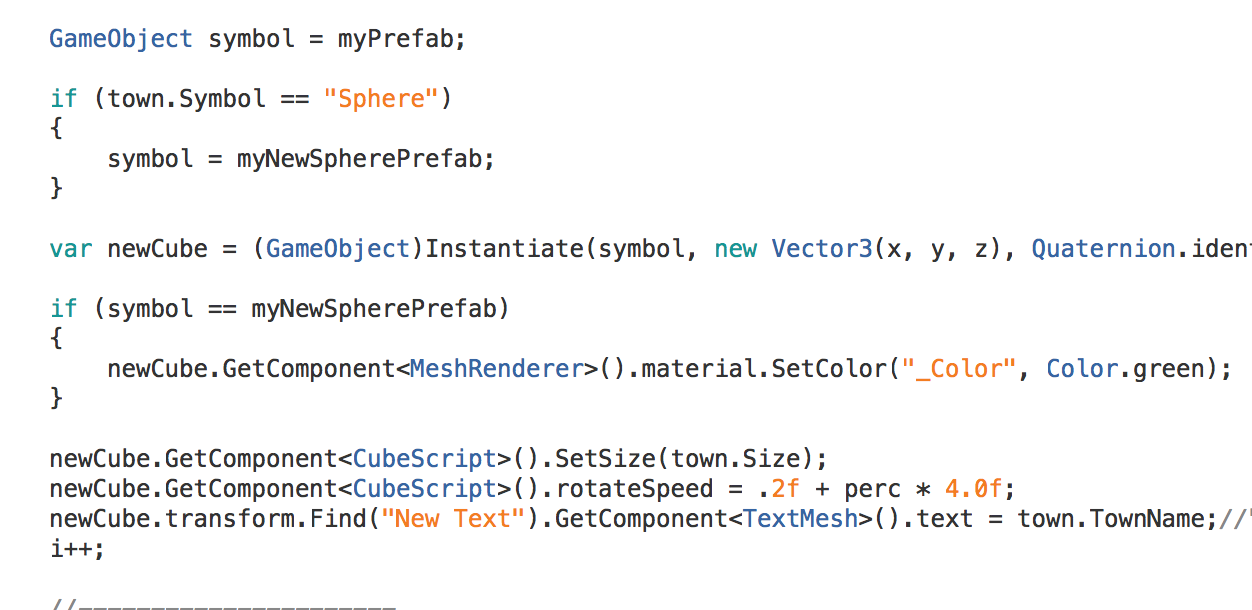 GameObject symbol = myPrefab;
if (town.Symbol == "Sphere")
{
symbol = myNewSpherePrefab;
}
var newCube = (GameObject)Instantiate(symbol, new Vector3(x, y, z), Quaternion.iden
if (symbol == myNewSpherePrefab)
{
newCube.GetComponent<MeshRenderer>().material.SetColor("_Color", Color.green);
}
newCube.GetComponent<CubeScript>().SetSize(town.Size);
newCube.GetComponent<CubeScript>().rotateSpeed = .2f + perc * 4.0f;
newCube.transform.Find("New Text").GetComponent<TextMesh>().text = town.TownName;//
i++;